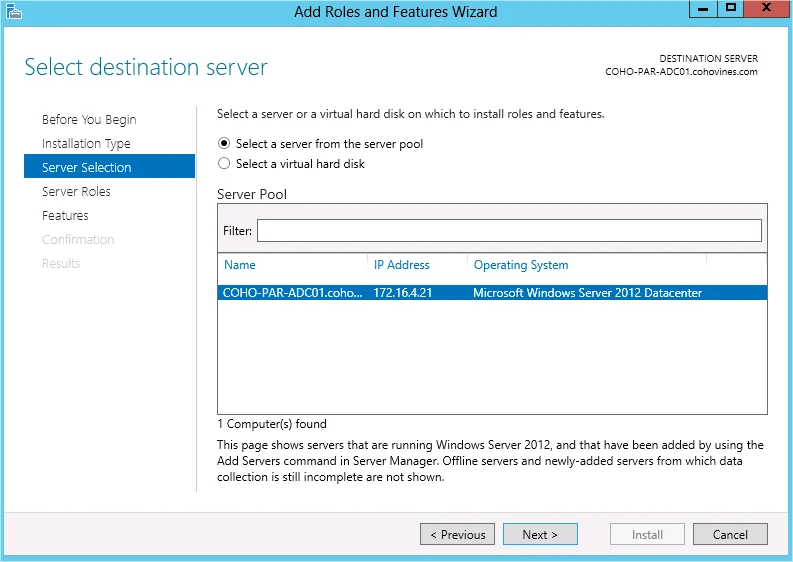 Add Roles and Features Wizard
Select destination server
DESTINATION SERVER
COHO-PAR-ADC01.cohovines.com
Before You Begin
Installation Type
Server Selection
Server Roles
Features
Confirmation
Results
Select a server or a virtual hard disk on which to install roles and features.
Select a server from the server pool
Select a virtual hard disk
Server Pool
Filter:
Name IP Address Operating System
COHO-PAR-ADC01.coho... 172.16.4.21 Microsoft Windows Server 2012 Datacenter
1 Computer(s) found
This page shows servers that are running Windows Server 2012, and that have been added by using the
Add Servers command in Server Manager. Offline servers and newly-added servers from which data
collection is still incomplete are not shown.
< Previous Next > Install Cancel